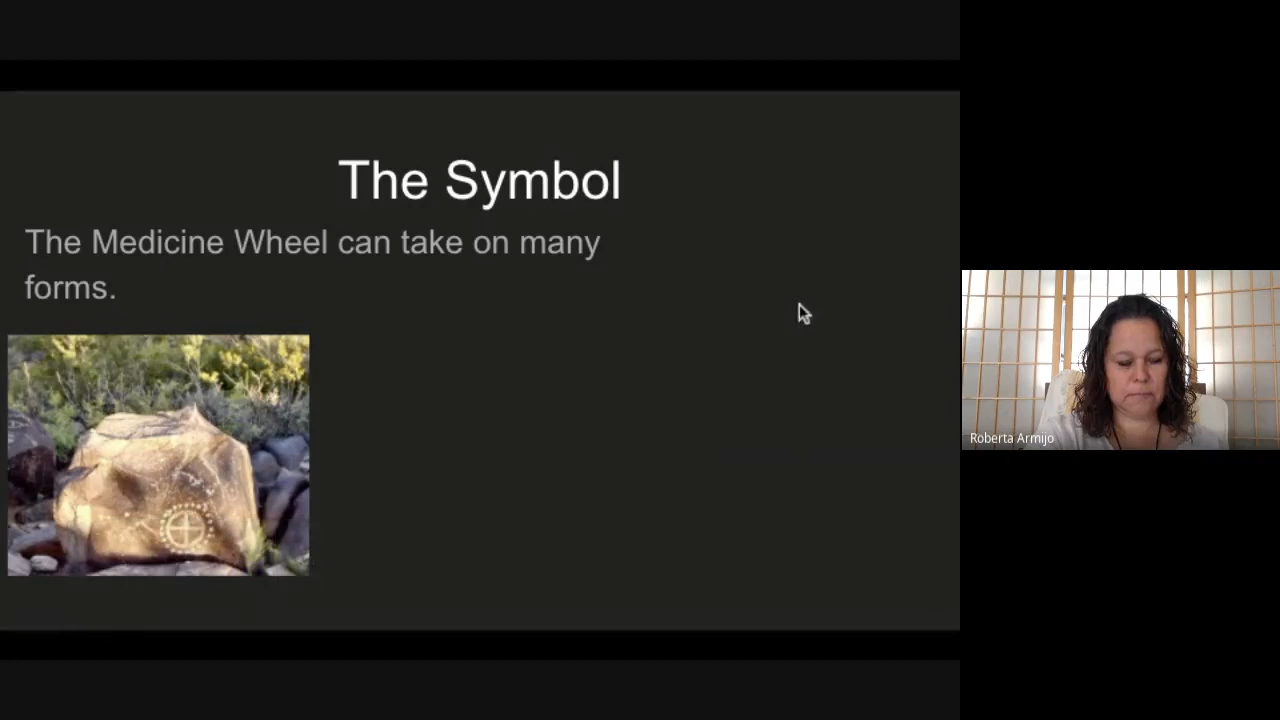 The Symbol
The Medicine Wheel can take on many
forms.
Roberta Armijo